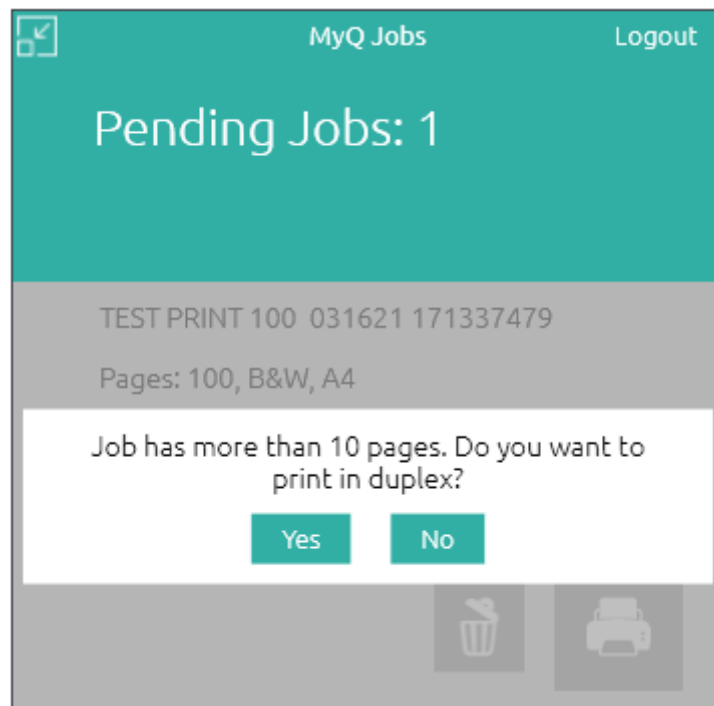 MyQ Jobs
Logout
Pending Jobs: 1
TEST PRINT 100 031621 171337479
Pages: 100, B&W, A4
Job has more than 10 pages. Do you want to
print in duplex?
Yes
No